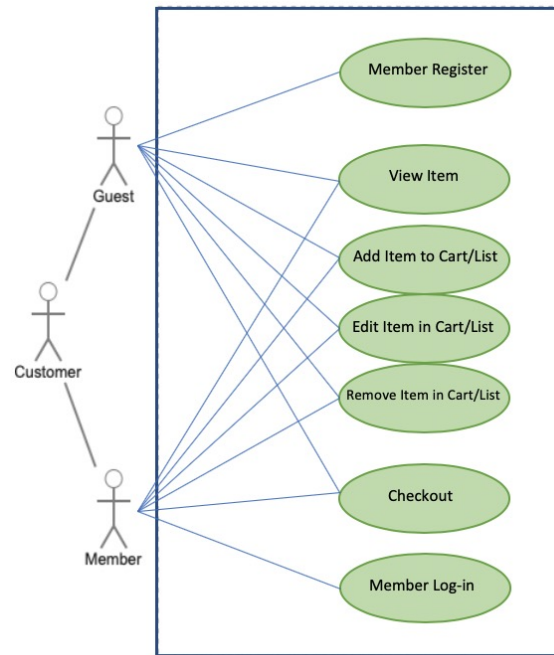 Member Register
Guest
View Item
Add Item to Cart/List
Customer
Edit Item in Cart/List
Remove Item in Cart/List
Member
Checkout
Member Log-in